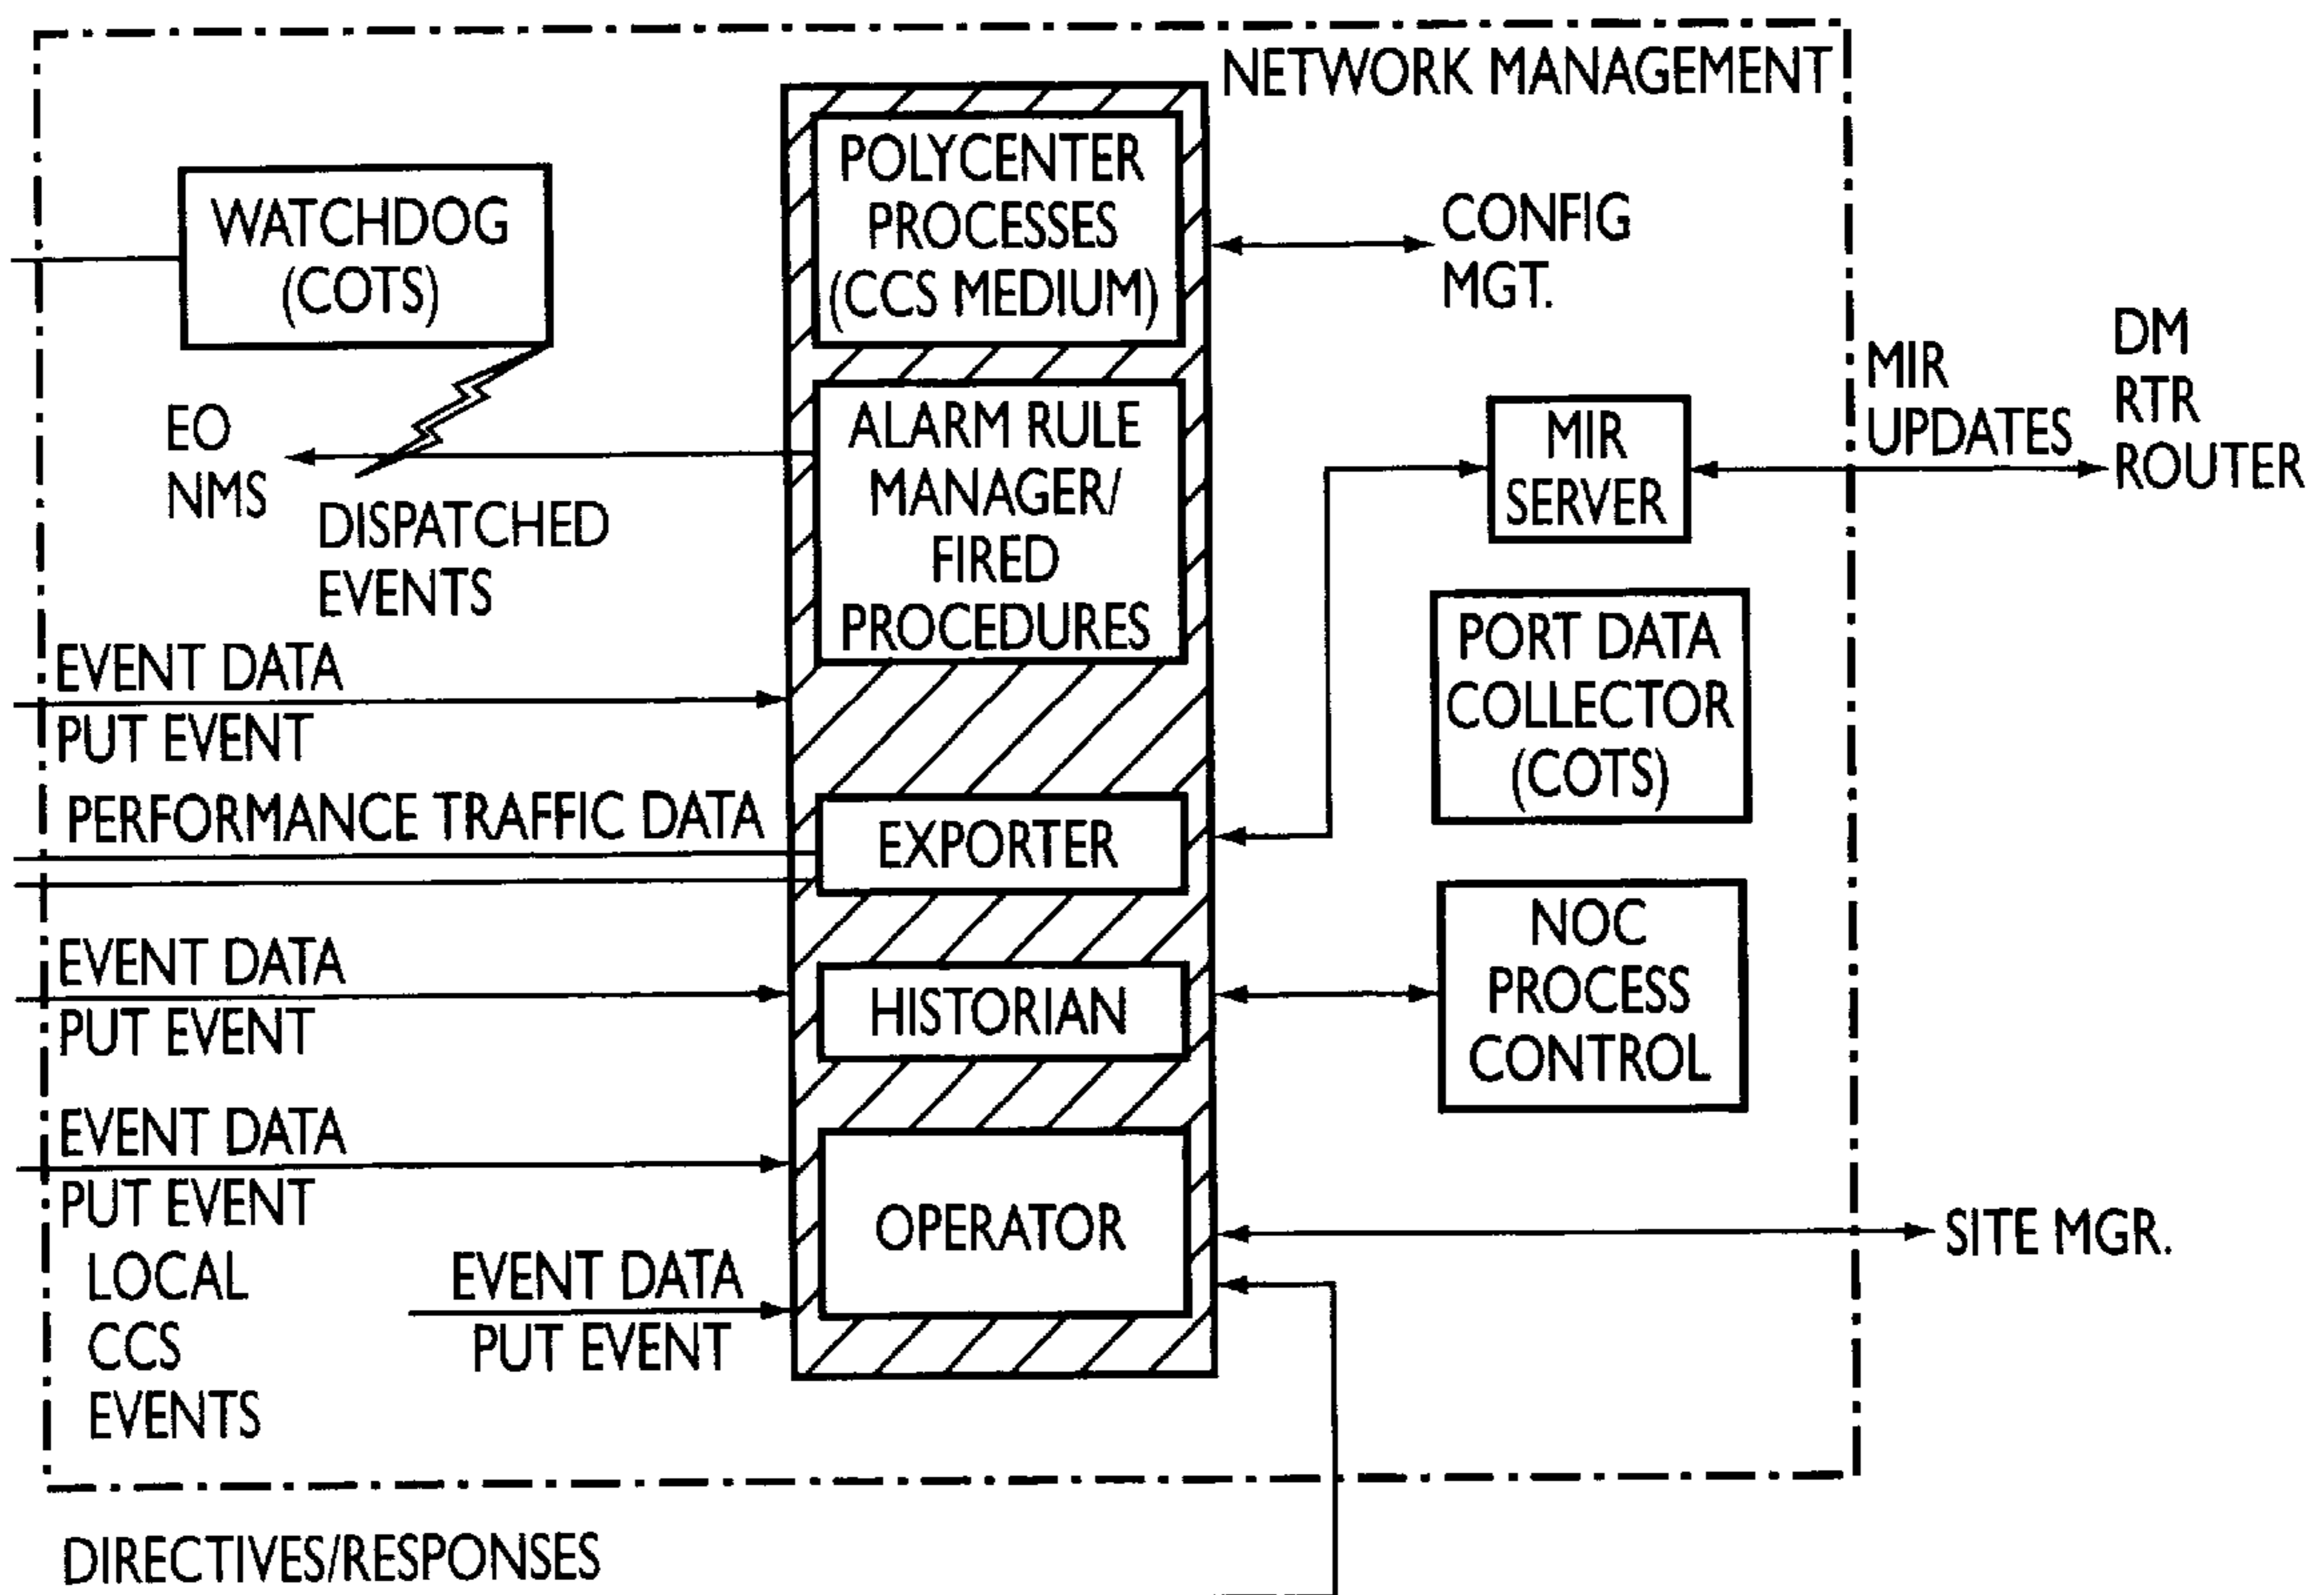 NETWORK MANAGEMENT
WATCHDOG
(COTS)
POLYCENTER
PROCESSES
(CCS MEDIUM)
CONFIG
MGT.
EO
NMS
DISPATCHED
EVENTS
ALARM RULE
MANAGER/
FIRED
PROCEDURES
MIR
SERVER
MIR
UPDATES
DM
RTR
ROUTER
PORT DATA
COLLECTOR
(COTS)
EVENT DATA
PUT EVENT
PERFORMANCE TRAFFIC DATA
EXPORTER
EVENT DATA
PUT EVENT
HISTORIAN
NOC
PROCESS
CONTROL
EVENT DATA
PUT EVENT
LOCAL
CCS
EVENTS
EVENT DATA
PUT EVENT
OPERATOR
SITE MGR.
DIRECTIVES/RESPONSES